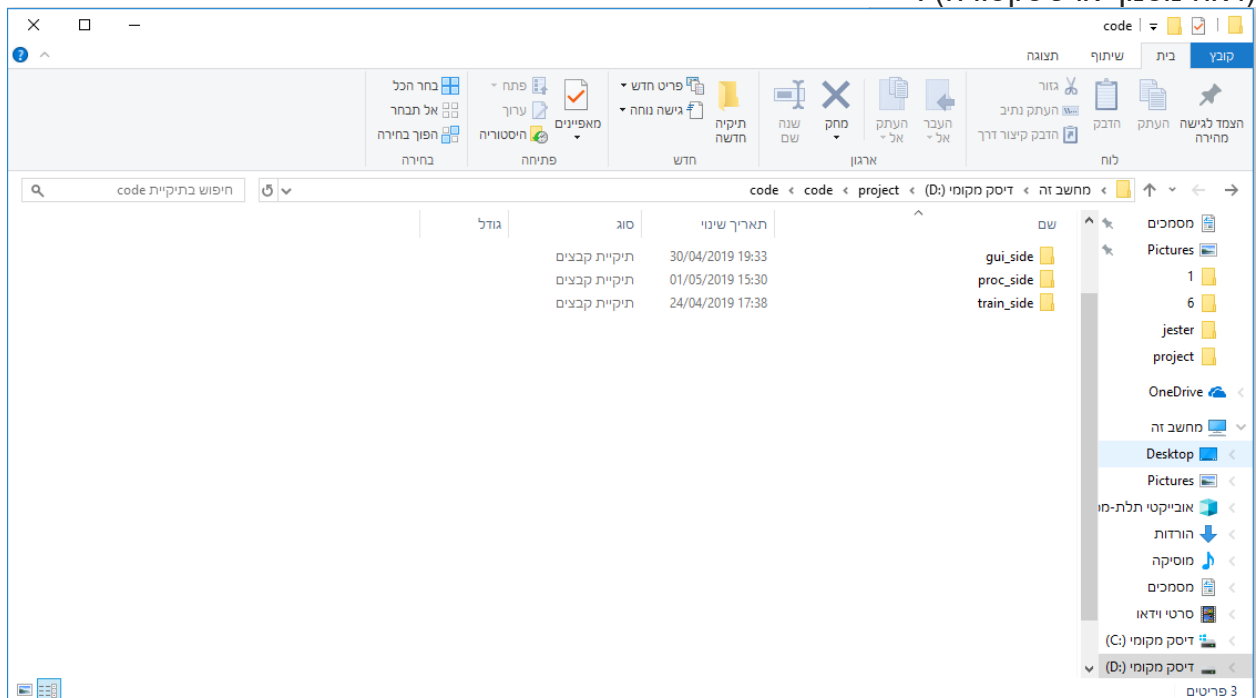 code
קובץ בית שיתוף תצוגה
הצמד לגישה מהירה
העתק
הדבק
גזור
העתק נתיב
הדבק קיצור דרך
לוח
העבר אל
העתק אל
מחק
שנה שם
ארגון
תיקיה חדשה
פריט חדש
גישה נוחה
חדש
מאפיינים
פתח
ערוך
היסטוריה
פתיחה
בחר הכל
אל תבחר
הפוך בחירה
בחירה
מחשב זה › דיסק מקומי (D:) › project › code › code
חיפוש בתיקיית code
שם תאריך שינוי סוג גודל
gui_side 30/04/2019 19:33 תיקיית קבצים
proc_side 01/05/2019 15:30 תיקיית קבצים
train_side 24/04/2019 17:38 תיקיית קבצים
מסמכים
Pictures
1
6
jester
project
OneDrive
מחשב זה
Desktop
Pictures
אובייקטי תלת-ממ
הורדות
מוסיקה
מסמכים
סרטי וידאו
דיסק מקומי (C:)
דיסק מקומי (D:)
3 פריטים